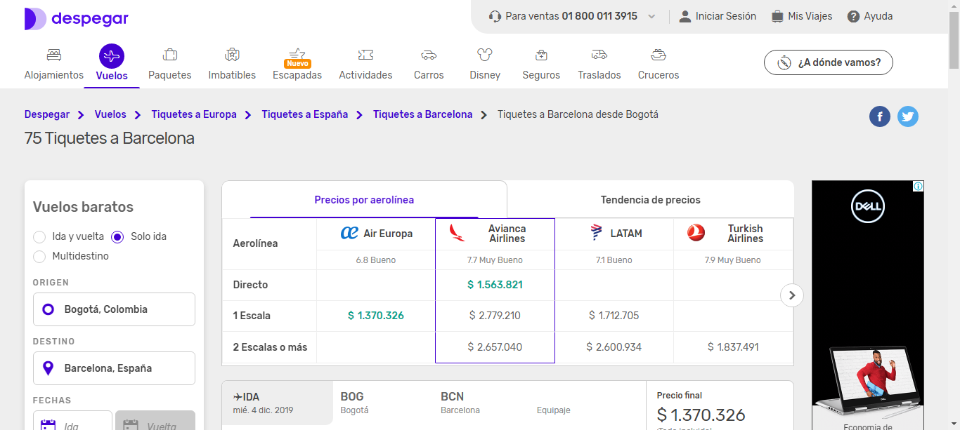 despegar
Para ventas 01 800 011 3915
Iniciar Sesión
Mis Viajes
Ayuda
Alojamientos
Vuelos
Paquetes
Imbatibles
Nuevo
Escapadas
Actividades
Carros
Disney
Seguros
Traslados
Cruceros
¿A dónde vamos?
Despegar
Vuelos
Tiquetes a Europa
Tiquetes a España
Tiquetes a Barcelona
Tiquetes a Barcelona desde Bogotá
75 Tiquetes a Barcelona
Vuelos baratos
Ida y vuelta
Solo ida
Multidestino
ORIGEN
Bogotá, Colombia
DESTINO
Barcelona, España
FECHAS
Ida
Vuelta
Precios por aerolínea
Tendencia de precios
Aerolínea
Air Europa
6.8 Bueno
Avianca
Airlines
7.7 Muy Bueno
LATAM
7.1 Bueno
Turkish
Airlines
7.9 Muy Bueno
Directo
$ 1.563.821
1 Escala
$ 1.370.326
$ 2.779.210
$ 1.712.705
2 Escalas o más
$ 2.657.040
$ 2.600.934
$ 1.837.491
IDA
mié. 4 dic. 2019
BOG
Bogotá
BCN
Barcelona
Equipaje
Precio final
$ 1.370.326
DELL
Economia de